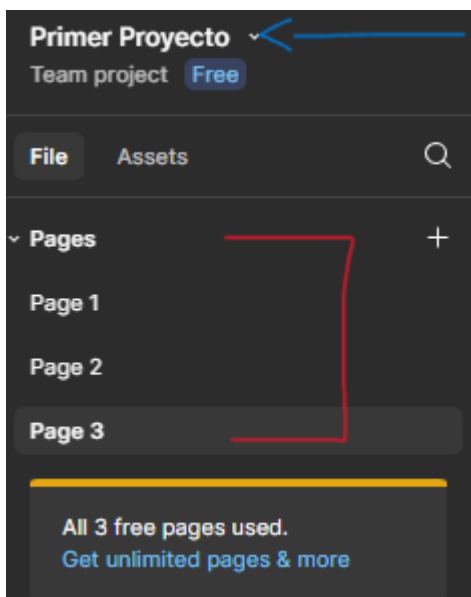 Primer Proyecto
Team project Free
File Assets
Pages
Page 1
Page 2
Page 3
All 3 free pages used.
Get unlimited pages & more